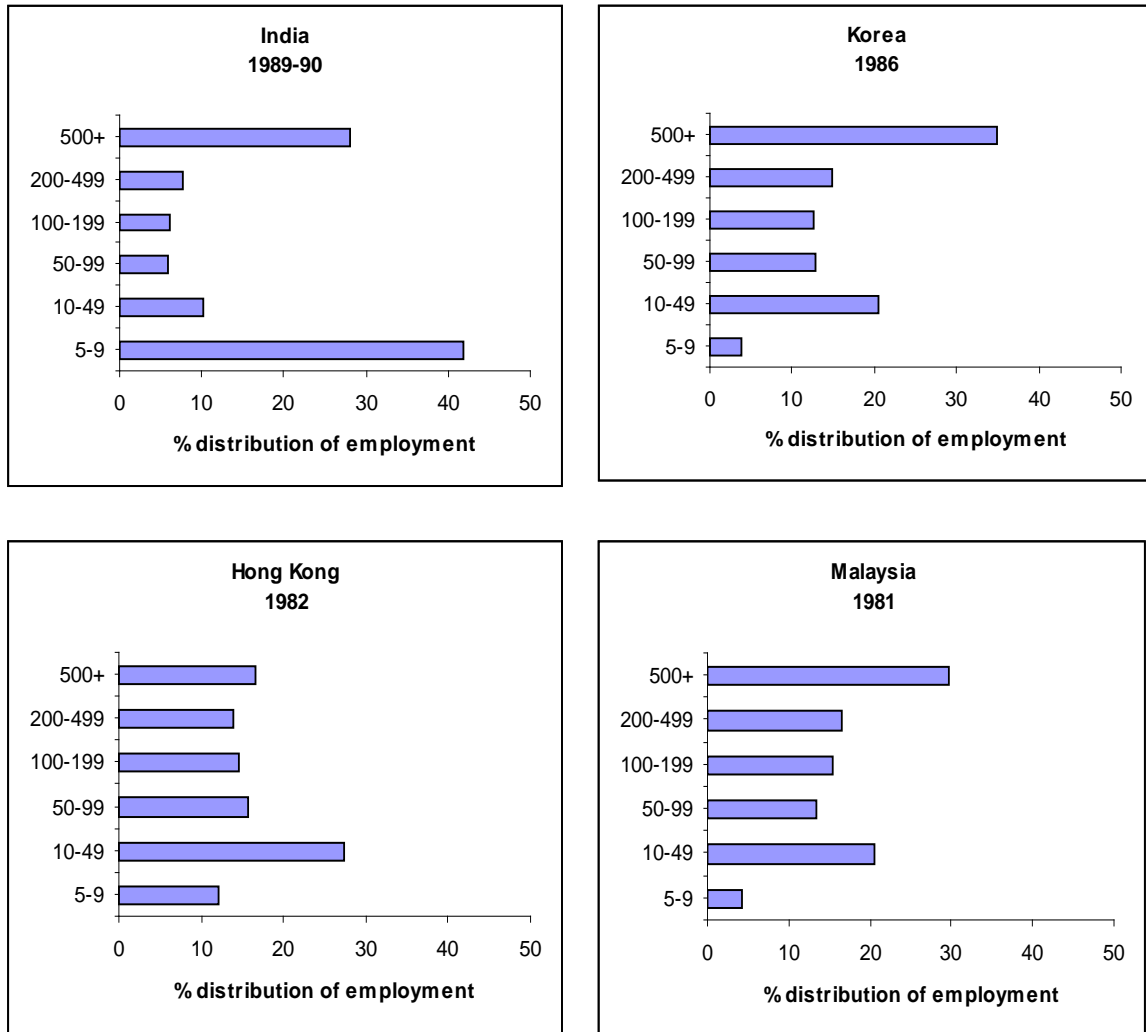 India
1989-90
500+
200-499
100-199
50-99
10-49
5-9
0 10 20 30 40 50
% distribution of employment
Korea
1986
500+
200-499
100-199
50-99
10-49
5-9
0 10 20 30 40 50
% distribution of employment
Hong Kong
1982
500+
200-499
100-199
50-99
10-49
5-9
0 10 20 30 40 50
% distribution of employment
Malaysia
1981
500+
200-499
100-199
50-99
10-49
5-9
0 10 20 30 40 50
% distribution of employment